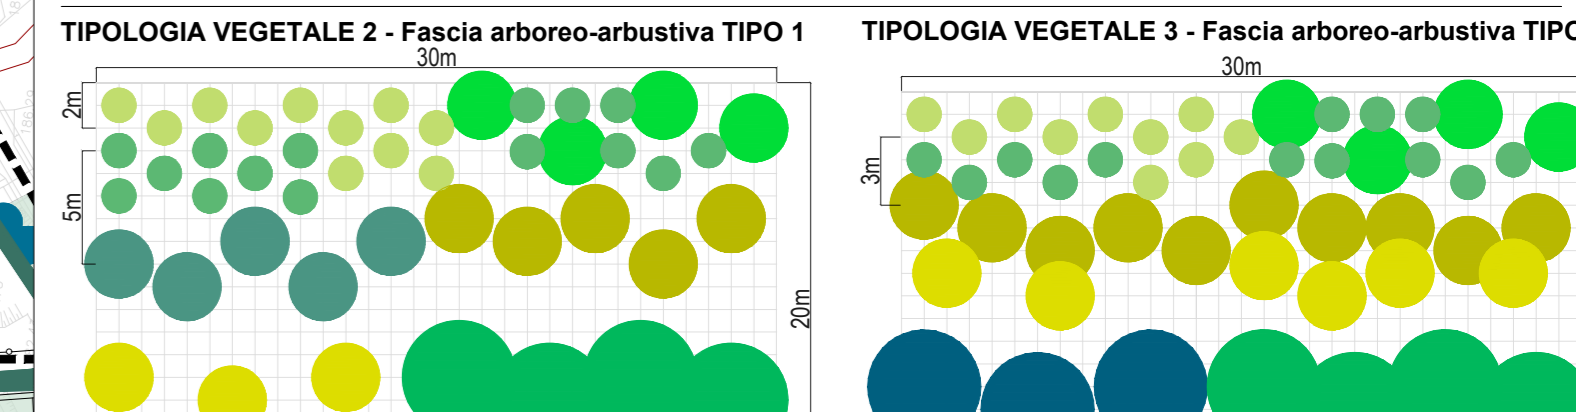 TIPOLOGIA VEGETALE 2 - Fascia arboreo-arbustiva TIPO 1
30m
2m
5m
20m
TIPOLOGIA VEGETALE 3 - Fascia arboreo-arbustiva TIPO
30m
3m